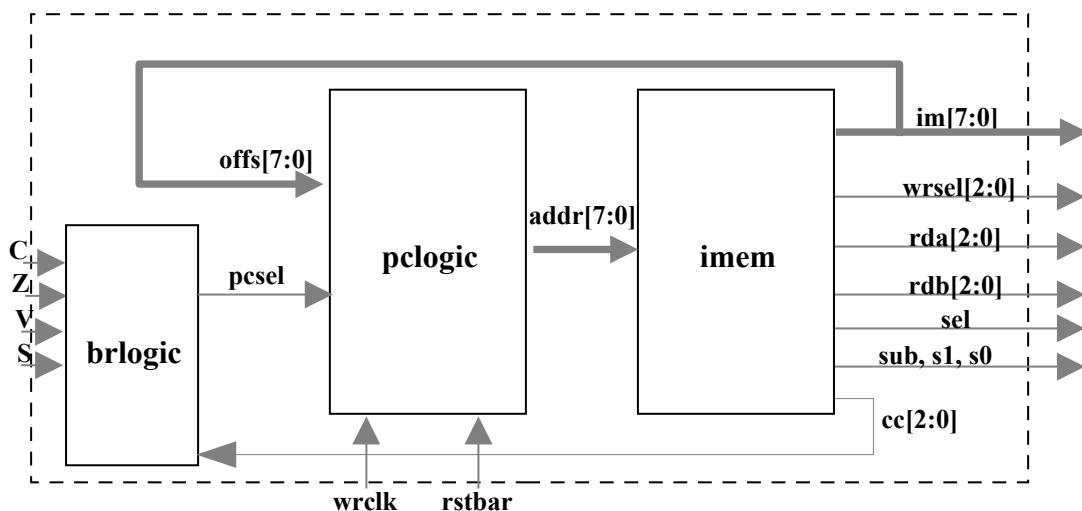 im[7:0]
offs[7:0]
wrsel[2:0]
addr[7:0]
rda[2:0]
C
pclogic
imem
Z
pcsel
rdb[2:0]
V
sel
S
brlogic
sub, s1, s0
cc[2:0]
wrclk
rstbar